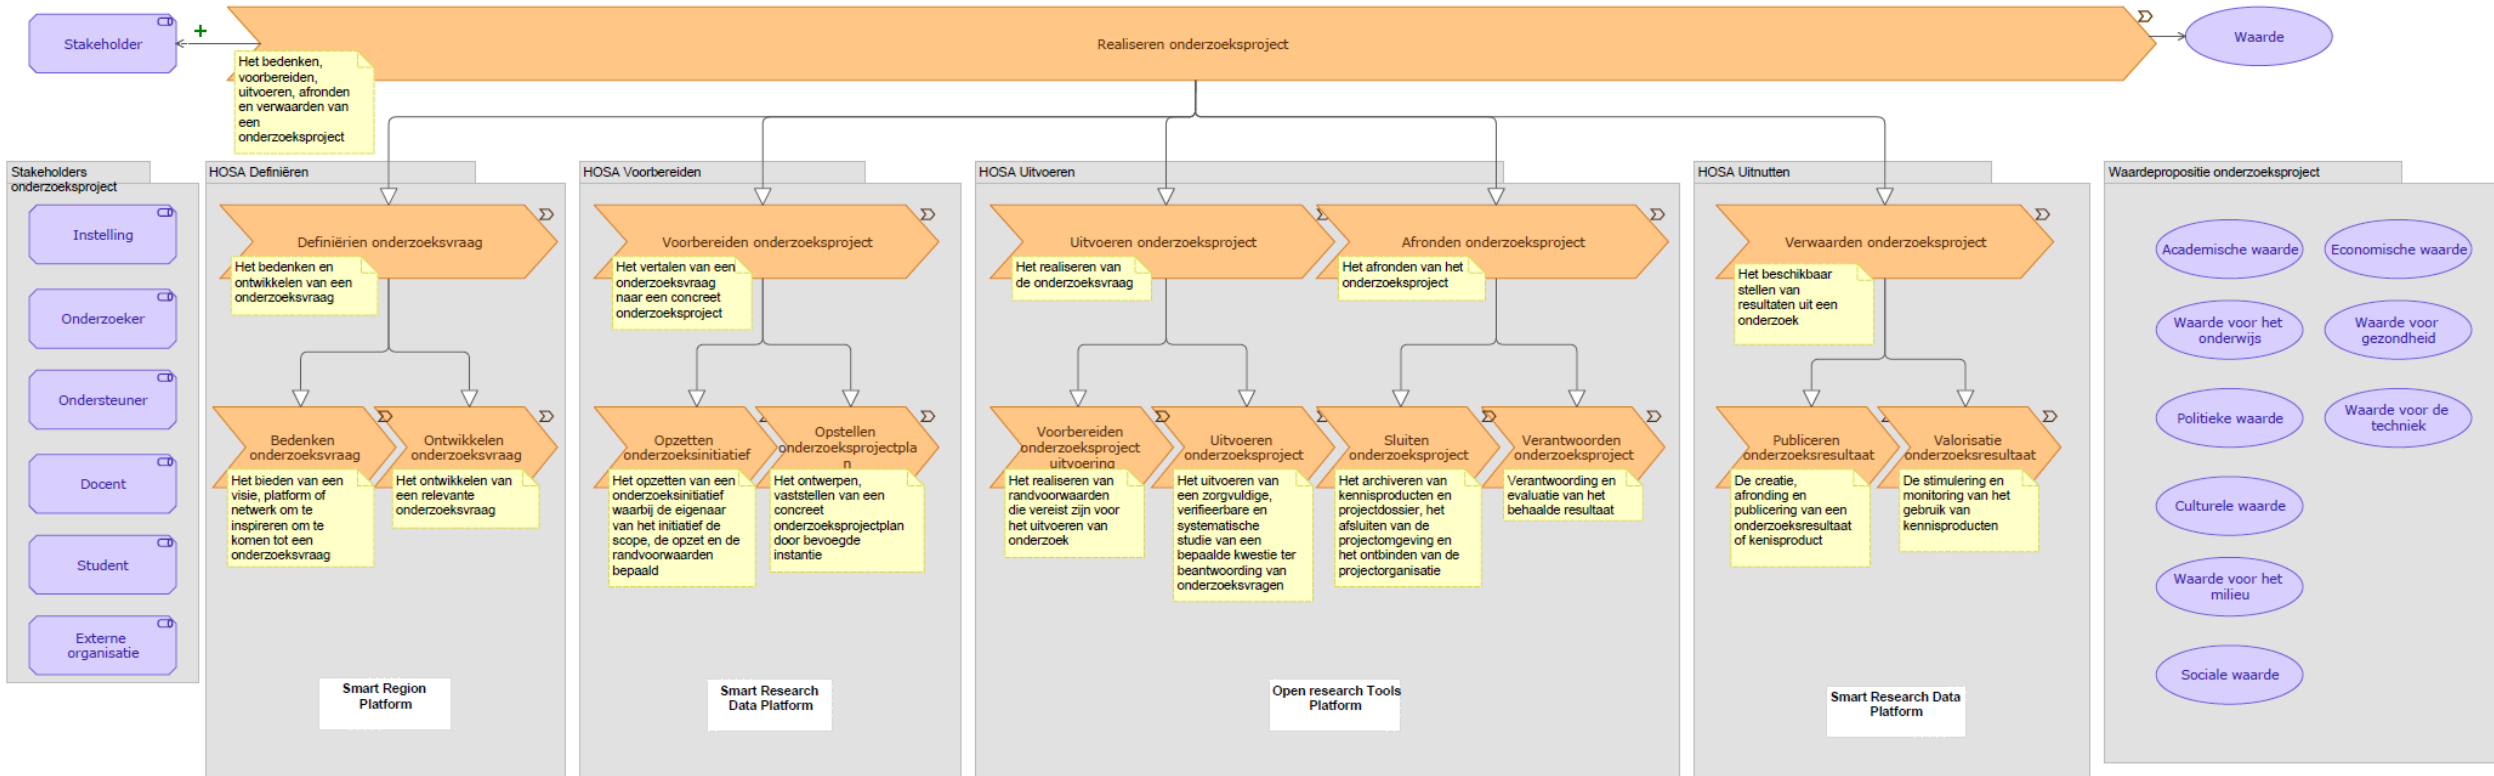 Stakeholder
+
Realiseren onderzoeksproject
Waarde
Het bedenken,
voorbereiden,
uitvoeren, afronden
en verwaarden van
een
onderzoeksproject
Stakeholders
onderzoeksproject
Instelling
Onderzoeker
Ondersteuner
Docent
Student
Externe
organisatie
HOSA Definiëren
Definiërien onderzoeksvraag
Het bedenken en
ontwikkelen van een
onderzoeksvraag
Bedenken
onderzoeksvraag
Het bieden van een
visie, platform of
netwerk om te
inspireren om te
komen tot een
onderzoeksvraag
Ontwikkelen
onderzoeksvraag
Het ontwikkelen van
een relevante
onderzoeksvraag
Smart Region
Platform
HOSA Voorbereiden
Voorbereiden onderzoeksproject
Het vertalen van een
onderzoeksvraag
naar een concreet
onderzoeksproject
Opzetten
onderzoeksinitiatief
Het opzetten van een
onderzoeksinitiatief
waarbij de eigenaar
van het initiatief de
scope, de opzet en de
randvoorwaarden
bepaald
Opstellen
onderzoeksprojectpla
n
Het ontwerpen,
vaststellen van een
concreet
onderzoeksprojectplan
door bevoegde
instantie
Smart Research
Data Platform
HOSA Uitvoeren
Uitvoeren onderzoeksproject
Het realiseren van
de onderzoeksvraag
Afronden onderzoeksproject
Het afronden van het
onderzoeksproject
Voorbereiden
onderzoeksproject
uitvoering
Het realiseren van
randvoorwaarden
die vereist zijn voor
het uitvoeren van
onderzoek
Uitvoeren
onderzoeksproject
Het uitvoeren van
een zorgvuldige,
verifieerbare en
systematische
studie van een
bepaalde kwestie ter
beantwoording van
onderzoeksvragen
Sluiten
onderzoeksproject
Het archiveren van
kennisproducten en
projectdossier, het
afsluiten van de
projectomgeving en
het ontbinden van de
projectorganisatie
Verantwoorden
onderzoeksproject
Verantwoording en
evaluatie van het
behaalde resultaat
Open research Tools
Platform
HOSA Uitnutten
Verwaarden onderzoeksproject
Het beschikbaar
stellen van
resultaten uit een
onderzoek
Publiceren
onderzoeksresultaat
De creatie,
afronding en
publicering van een
onderzoeksresultaat
of kenisproduct
Valorisatie
onderzoeksresultaat
De stimulering en
monitoring van het
gebruik van
kennisproducten
Smart Research Data
Platform
Waardepropositie onderzoeksproject
Academische waarde
Economische waarde
Waarde voor het
onderwijs
Waarde voor
gezondheid
Politieke waarde
Waarde voor de
techniek
Culturele waarde
Waarde voor het
milieu
Sociale waarde